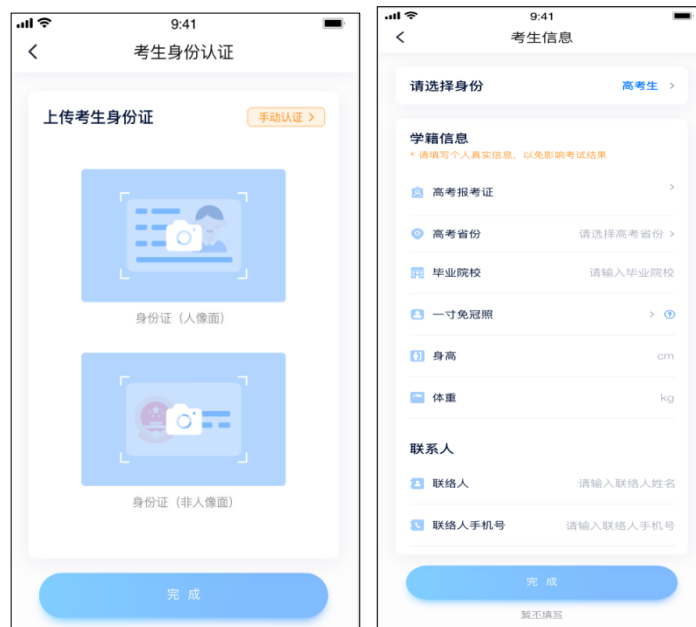 9:41
考生身份认证
上传考生身份证
手动认证 >
身份证（人像面）
身份证（非人像面）
完 成
9:41
考生信息
请选择身份 高考生 >
学籍信息
* 请填写个人真实信息，以免影响考试结果
高考报考证 >
高考省份 请选择高考省份 >
毕业院校 请输入毕业院校
一寸免冠照 > ?
身高 cm
体重 kg
联系人
联络人 请输入联络人姓名
联络人手机号 请输入联络人手机号
完 成
暂不填写